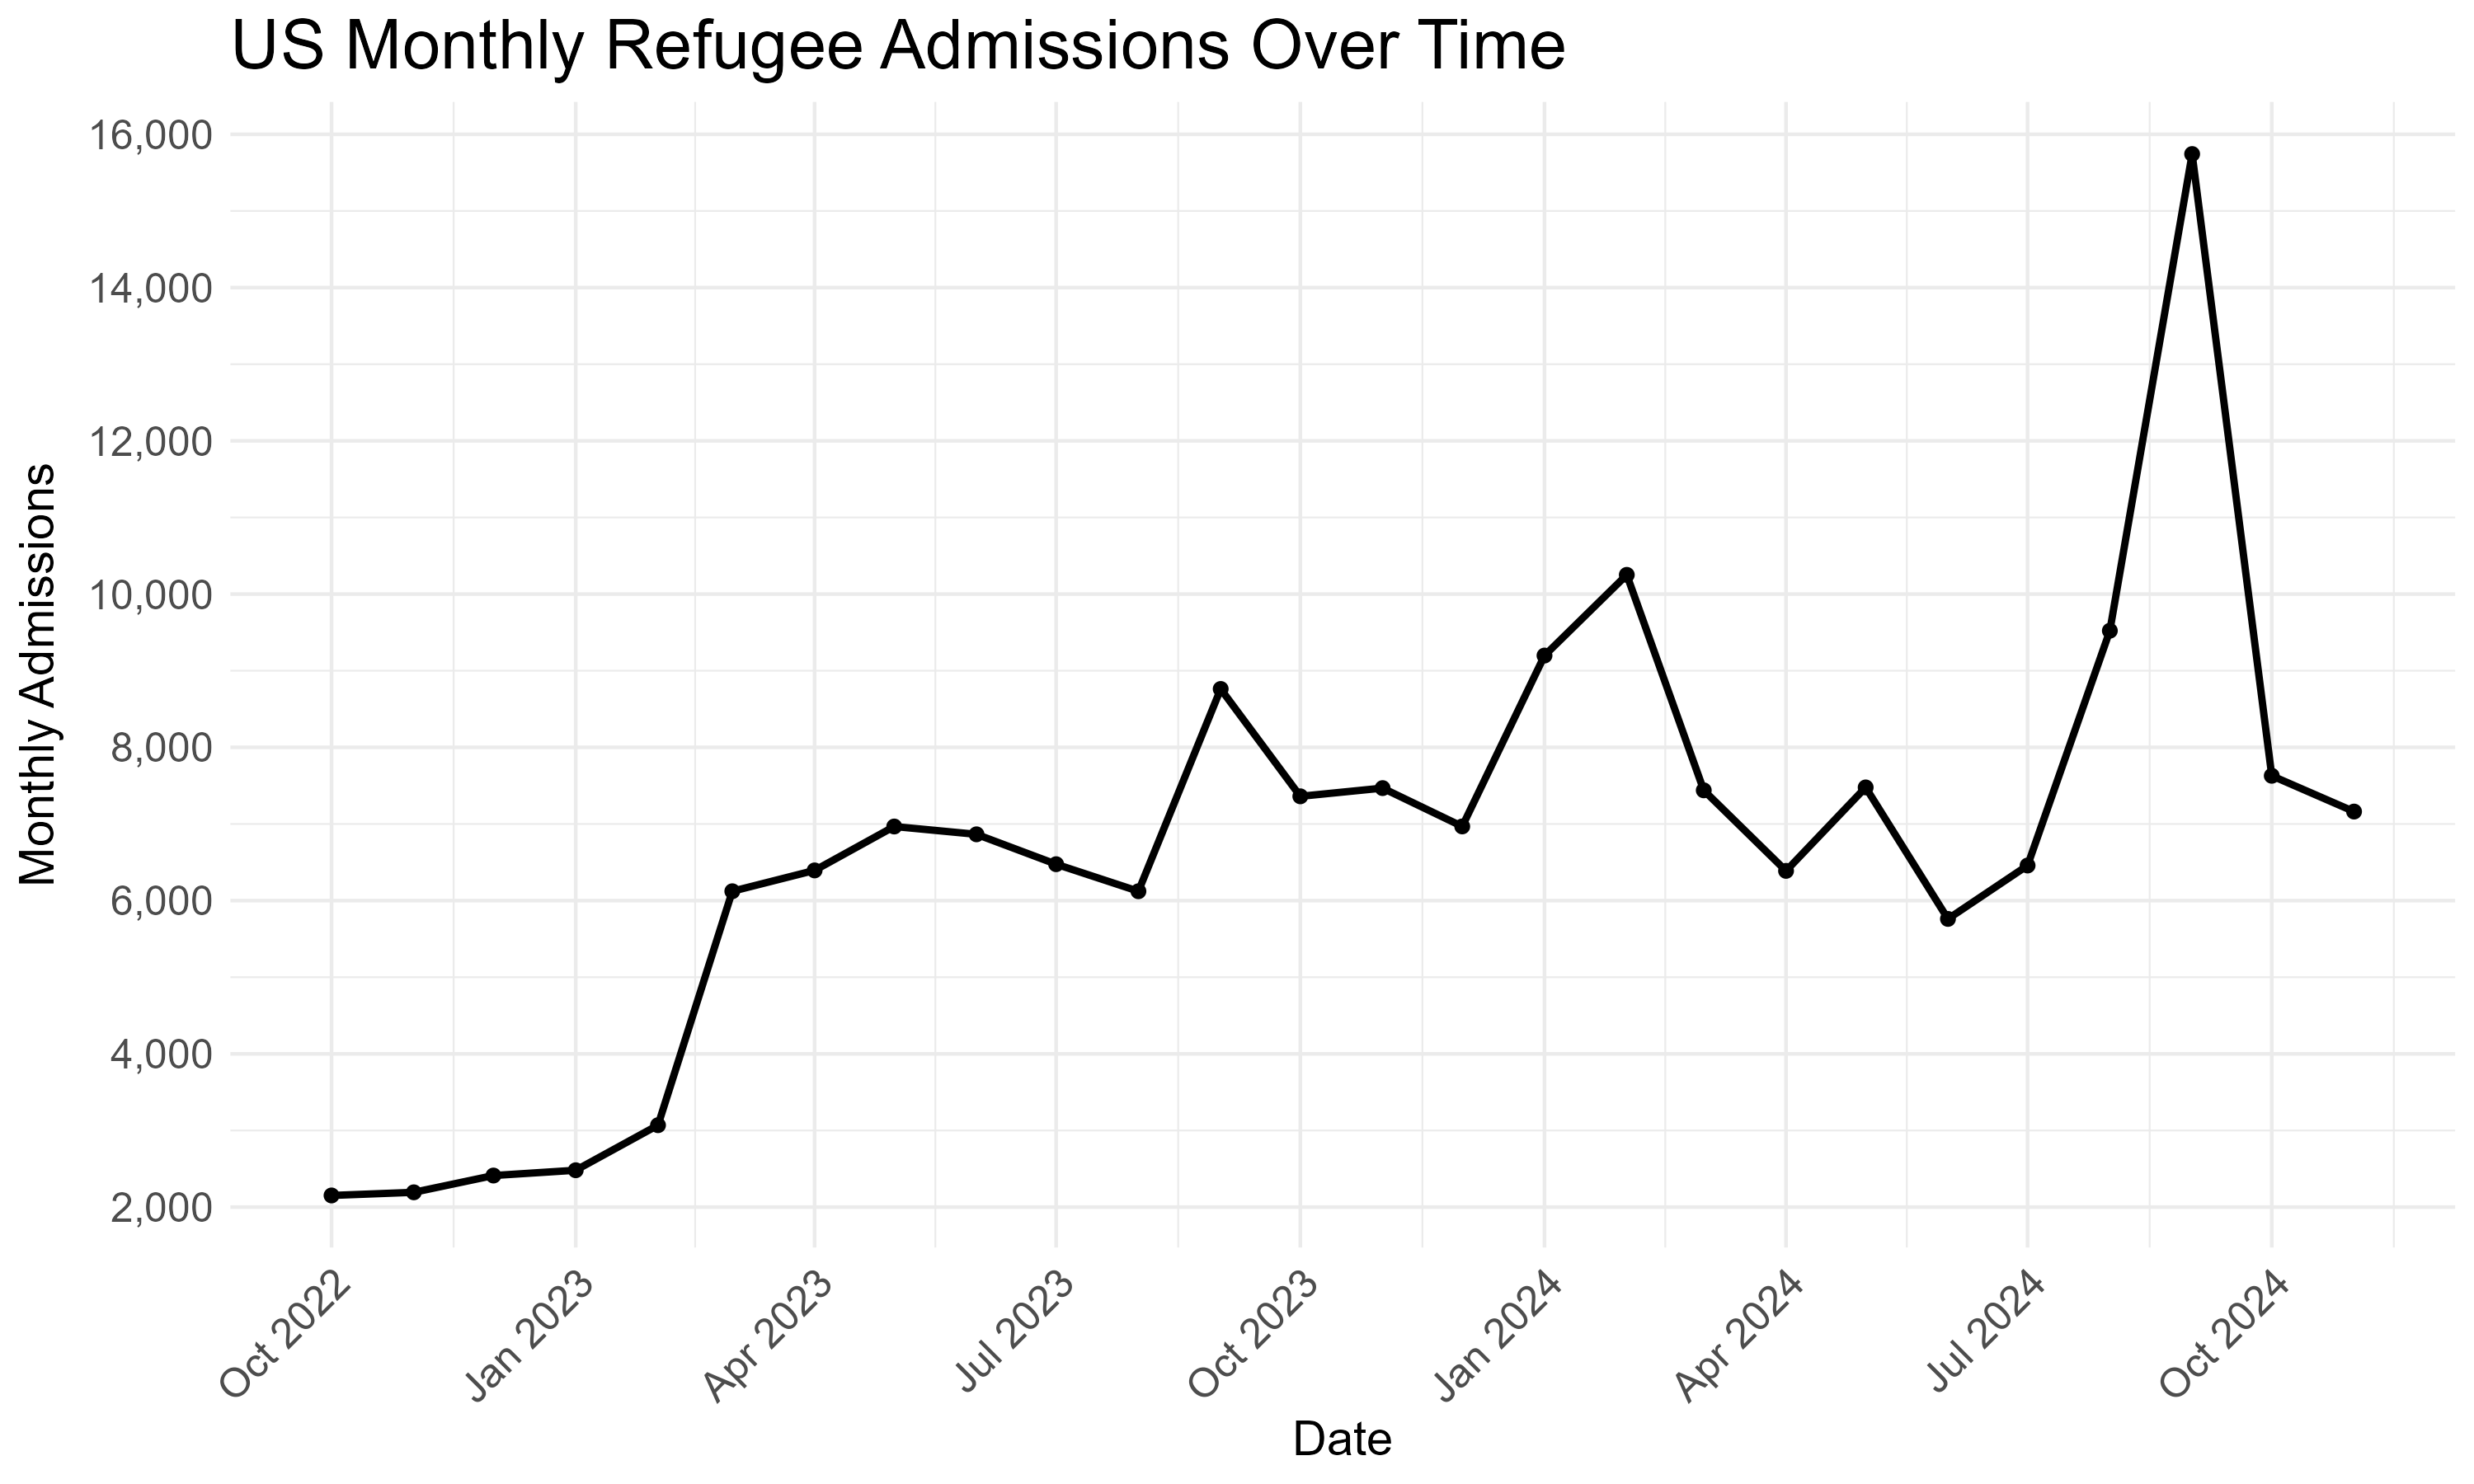 US Monthly Refugee Admissions Over Time
16,000
14,000
12,000
10,000
8,000
6,000
4,000
2,000
Monthly Admissions
Oct 2022
Jan 2023
Apr 2023
Jul 2023
Oct 2023
Jan 2024
Apr 2024
Jul 2024
Oct 2024
Date